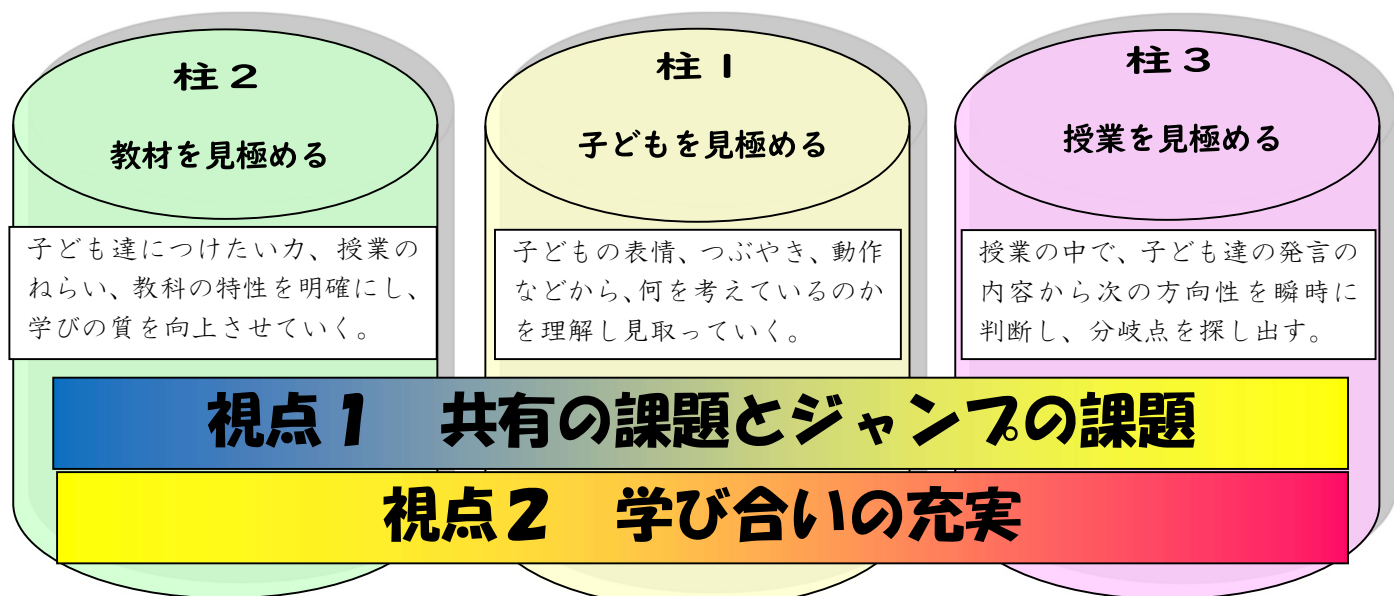 柱２
教材を見極める
子ども達につけたい力、授業の
ねらい、教科の特性を明確にし、
学びの質を向上させていく。
柱１
子どもを見極める
子どもの表情、つぶやき、動作
などから、何を考えているのか
を理解し見取っていく。
柱３
授業を見極める
授業の中で、子ども達の発言の
内容から次の方向性を瞬時に
判断し、分岐点を探し出す。
視点１　共有の課題とジャンプの課題
視点２　学び合いの充実